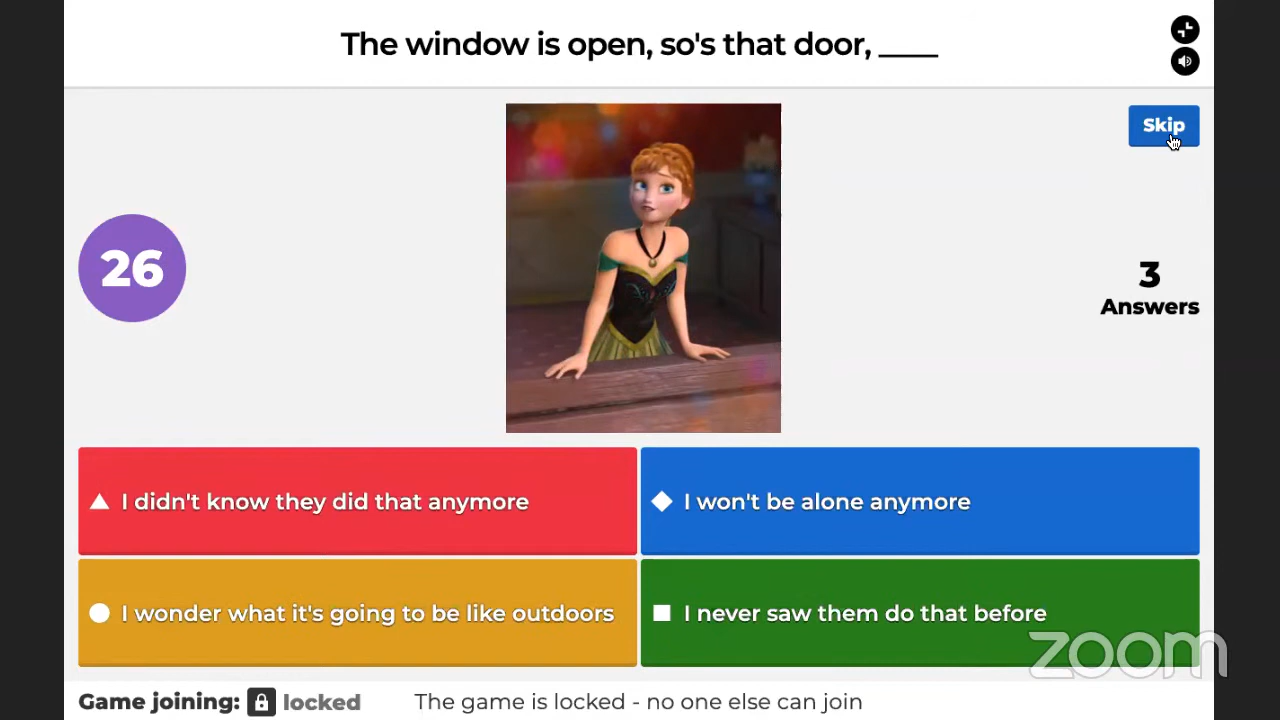 The window is open, so's that door, ____
Skip
26
3
Answers
I didn't know they did that anymore
I won't be alone anymore
I wonder what it's going to be like outdoors
I never saw them do that before
zoom
Game joining: locked
The game is locked - no one else can join